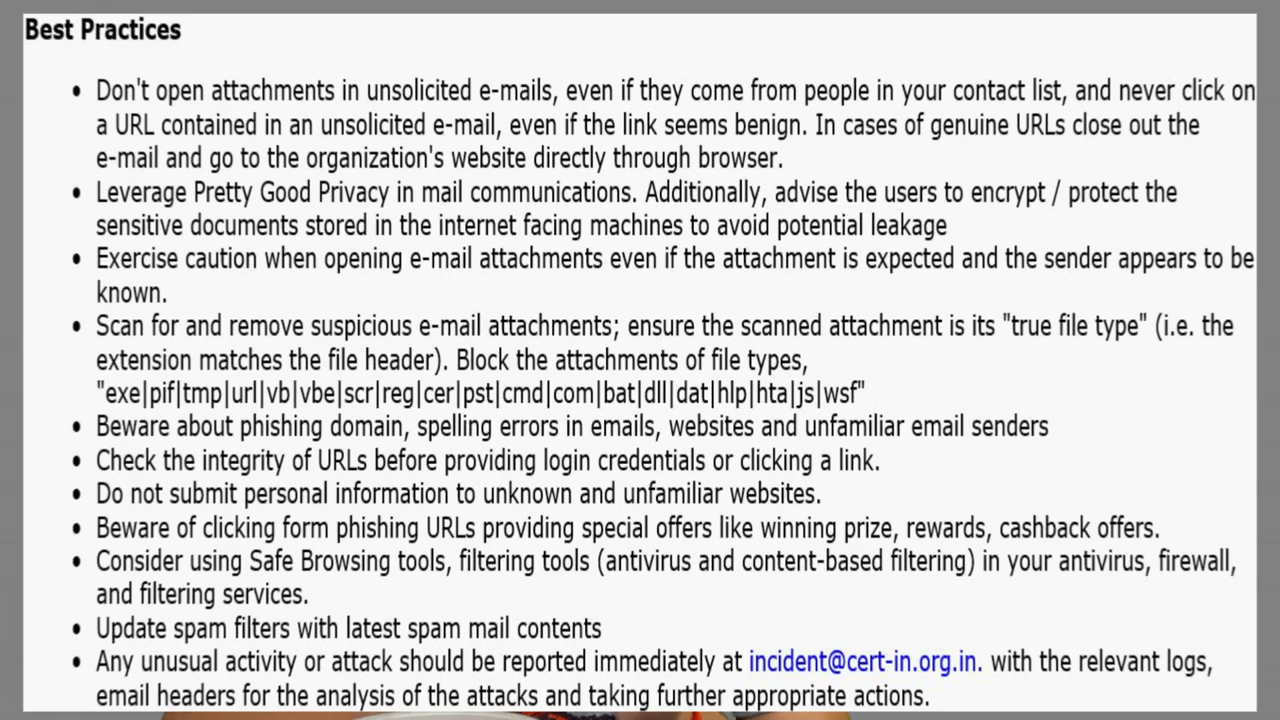 Best Practices
• Don't open attachments in unsolicited e-mails, even if they come from people in your contact list, and never click on
a URL contained in an unsolicited e-mail, even if the link seems benign. In cases of genuine URLs close out the
e-mail and go to the organization's website directly through browser.
• Leverage Pretty Good Privacy in mail communications. Additionally, advise the users to encrypt / protect the
sensitive documents stored in the internet facing machines to avoid potential leakage
• Exercise caution when opening e-mail attachments even if the attachment is expected and the sender appears to be
known.
• Scan for and remove suspicious e-mail attachments; ensure the scanned attachment is its "true file type" (i.e. the
extension matches the file header). Block the attachments of file types,
"exe|pif|tmp|url|vb|vbe|scr|reg|cer|pst|cmd|com|bat|dll|dat|hlp|hta|js|wsf"
• Beware about phishing domain, spelling errors in emails, websites and unfamiliar email senders
• Check the integrity of URLs before providing login credentials or clicking a link.
• Do not submit personal information to unknown and unfamiliar websites.
• Beware of clicking form phishing URLs providing special offers like winning prize, rewards, cashback offers.
• Consider using Safe Browsing tools, filtering tools (antivirus and content-based filtering) in your antivirus, firewall,
and filtering services.
• Update spam filters with latest spam mail contents
• Any unusual activity or attack should be reported immediately at incident@cert-in.org.in. with the relevant logs,
email headers for the analysis of the attacks and taking further appropriate actions.